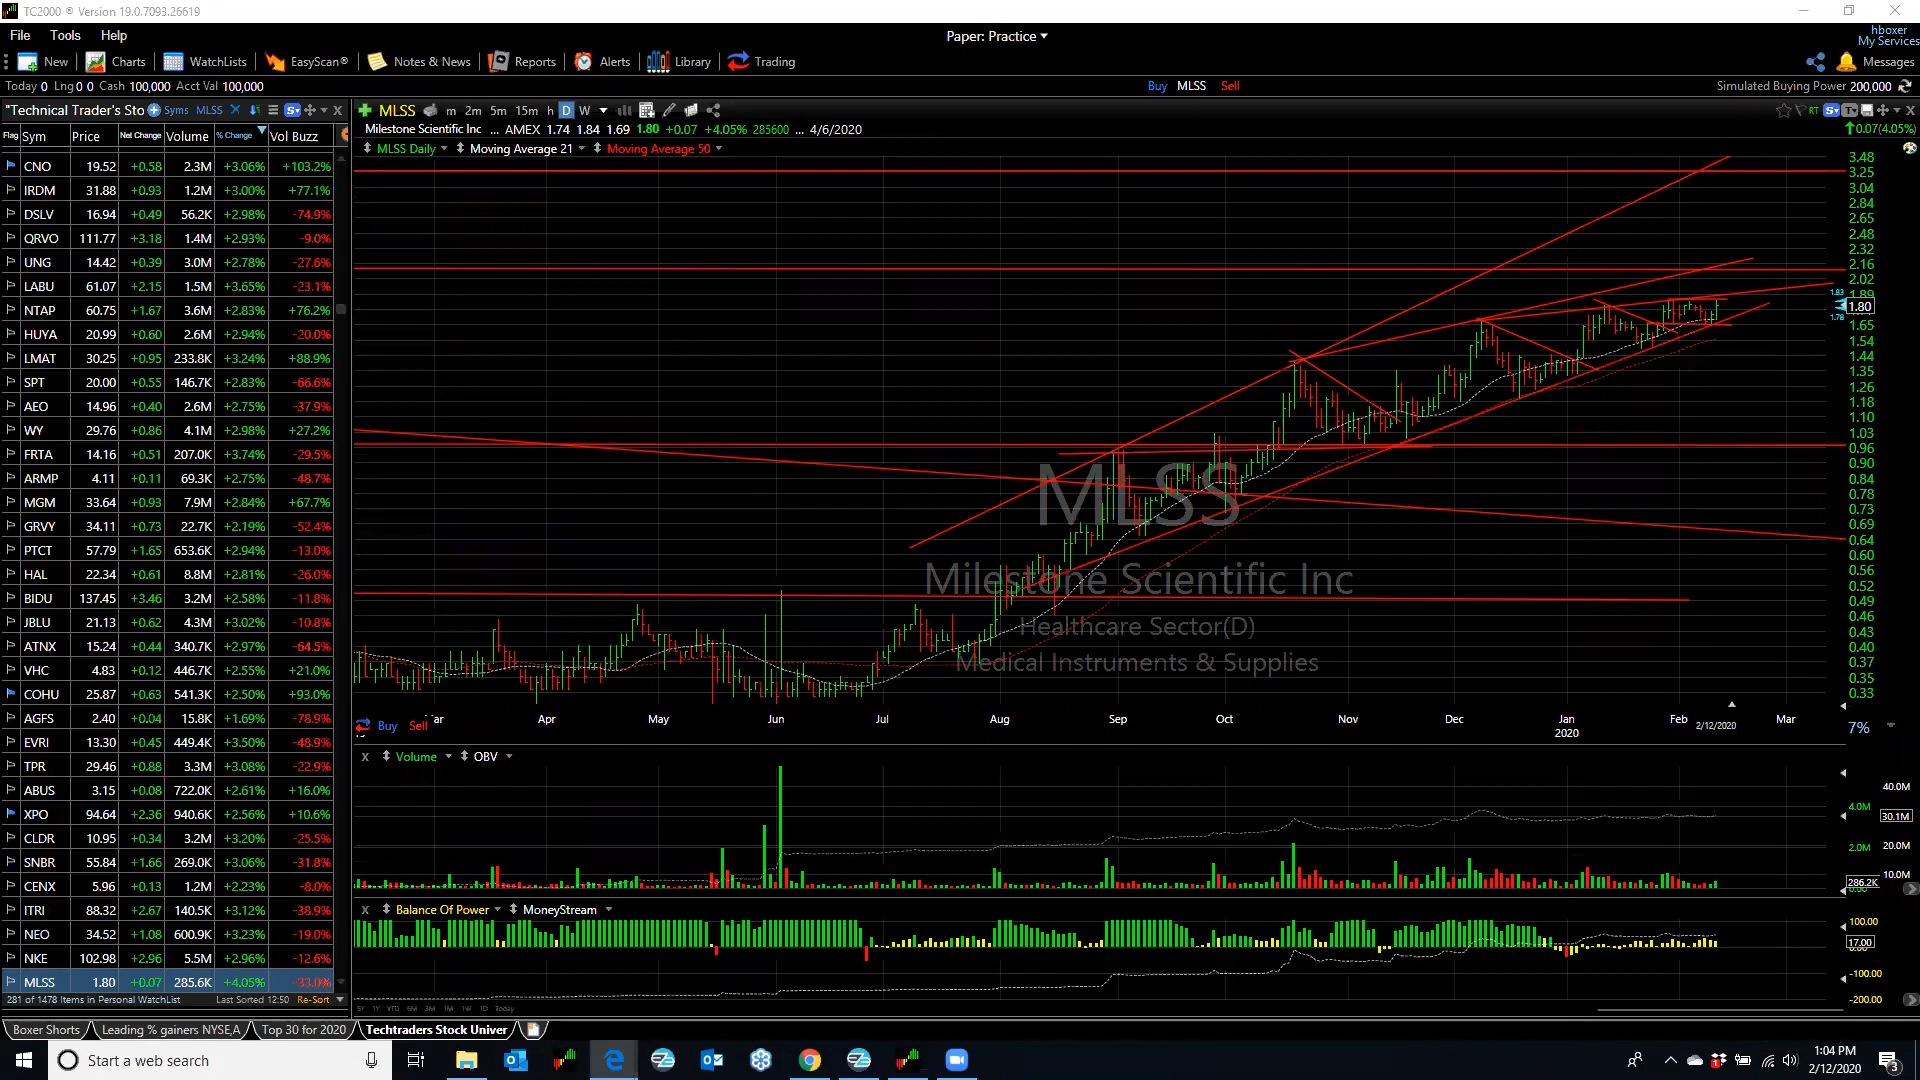 TC2000 ® Version 19.0.7093.26619
File Tools Help
Paper: Practice
hboxer
My Services
New Charts WatchLists EasyScan® Notes & News Reports Alerts Library Trading
Messages
Today 0 Lng 0 0 Cash 100,000 Acct Val 100,000
Buy MLSS Sell
Simulated Buying Power 200,000
"Technical Trader's Sto Syms MLSS
MLSS m 2m 5m 15m h D W
RT
Flag Sym Price Net Change Volume % Change Vol Buzz
Milestone Scientific Inc ... AMEX 1.74 1.84 1.69 1.80 +0.07 +4.05% 285600 ... 4/6/2020
0.07(4.05%)
MLSS Daily Moving Average 21 Moving Average 50
CNO 19.52 +0.58 2.3M +3.06% +103.2%
IRDM 31.88 +0.93 1.2M +3.00% +77.1%
DSLV 16.94 +0.49 56.2K +2.98% -74.9%
QRVO 111.77 +3.18 1.4M +2.93% -9.0%
UNG 14.42 +0.39 3.0M +2.78% -27.6%
LABU 61.07 +2.15 1.5M +3.65% -23.1%
NTAP 60.75 +1.67 3.6M +2.83% +76.2%
HUYA 20.99 +0.60 2.6M +2.94% -20.0%
LMAT 30.25 +0.95 233.8K +3.24% +88.9%
SPT 20.00 +0.55 146.7K +2.83% -66.6%
AEO 14.96 +0.40 2.6M +2.75% -37.9%
WY 29.76 +0.86 4.1M +2.98% +27.2%
FRTA 14.16 +0.51 207.0K +3.74% -29.5%
ARMP 4.11 +0.11 69.3K +2.75% -48.7%
MGM 33.64 +0.93 7.9M +2.84% +67.7%
GRVY 34.11 +0.73 22.7K +2.19% -52.4%
PTCT 57.79 +1.65 653.6K +2.94% -13.0%
HAL 22.34 +0.61 8.8M +2.81% -26.0%
BIDU 137.45 +3.46 3.2M +2.58% -11.8%
JBLU 21.13 +0.62 4.3M +3.02% -10.8%
ATNX 15.24 +0.44 340.7K +2.97% -64.5%
VHC 4.83 +0.12 446.7K +2.55% +21.0%
COHU 25.87 +0.63 541.3K +2.50% +93.0%
AGFS 2.40 +0.04 15.8K +1.69% -78.9%
EVRI 13.30 +0.45 449.4K +3.50% -48.9%
TPR 29.46 +0.88 3.3M +3.08% -22.9%
ABUS 3.15 +0.08 722.0K +2.61% +16.0%
XPO 94.64 +2.36 940.6K +2.56% +10.6%
CLDR 10.95 +0.34 3.2M +3.20% -25.5%
SNBR 55.84 +1.66 269.0K +3.06% -31.8%
CENX 5.96 +0.13 1.2M +2.23% -8.0%
ITRI 88.32 +2.67 140.5K +3.12% -38.9%
NEO 34.52 +1.08 600.9K +3.23% -19.0%
NKE 102.98 +2.96 5.5M +2.96% -12.6%
MLSS 1.80 +0.07 285.6K +4.05% -33.0%
281 of 1478 Items in Personal WatchList Last Sorted 12:50 Re-Sort
MLSS
Milestone Scientific Inc
Healthcare Sector(D)
Medical Instruments & Supplies
3.48
3.25
3.04
2.84
2.65
2.48
2.32
2.16
2.02
1.89
1.83
1.80
1.78
1.65
1.54
1.44
1.35
1.26
1.18
1.10
1.03
0.96
0.90
0.84
0.78
0.73
0.69
0.64
0.60
0.56
0.52
0.49
0.46
0.43
0.40
0.37
0.35
0.33
Apr May Jun Jul Aug Sep Oct Nov Dec Jan Feb Mar
2020
2/12/2020
Buy Sell
7%
X Volume OBV
40.0M
4.0M
30.1M
2.0M 20.0M
10.0M
286.2K
X Balance Of Power MoneyStream
100.00
17.00
-100.00
-200.00
5Y 1Y YTD 6M 3M 1M 1W 1D Today
Boxer Shorts Leading % gainers NYSE,A Top 30 for 2020 Techtraders Stock Univer
Start a web search
1:04 PM
2/12/2020
3